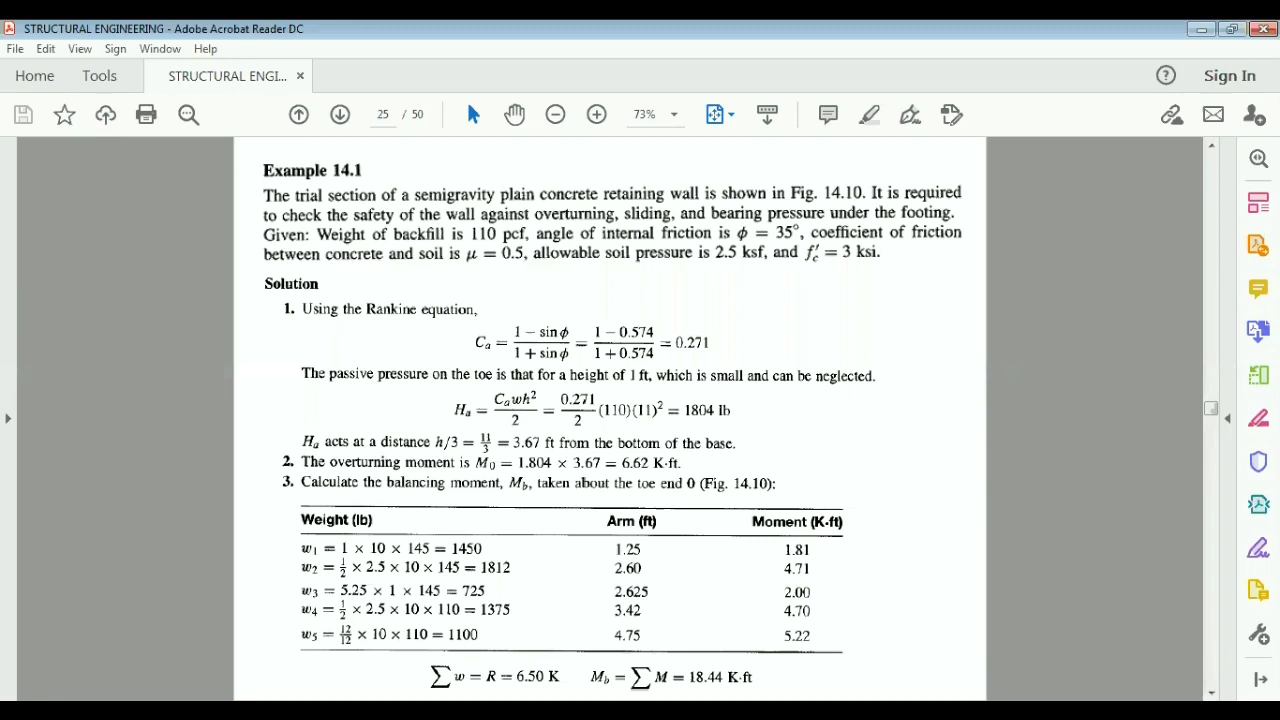 STRUCTURAL ENGINEERING - Adobe Acrobat Reader DC
File Edit View Sign Window Help
Home Tools STRUCTURAL ENGI... × Sign In
25 / 50 73%
Example 14.1
The trial section of a semigravity plain concrete retaining wall is shown in Fig. 14.10. It is required
to check the safety of the wall against overturning, sliding, and bearing pressure under the footing.
Given: Weight of backfill is 110 pcf, angle of internal friction is ϕ = 35°, coefficient of friction
between concrete and soil is μ = 0.5, allowable soil pressure is 2.5 ksf, and f′c = 3 ksi.
Solution
1. Using the Rankine equation,
Ca = (1 − sin ϕ)/(1 + sin ϕ) = (1 − 0.574)/(1 + 0.574) = 0.271
The passive pressure on the toe is that for a height of 1 ft, which is small and can be neglected.
Ha = Cawh²/2 = 0.271/2 (110)(11)² = 1804 lb
Ha acts at a distance h/3 = 11/3 = 3.67 ft from the bottom of the base.
2. The overturning moment is M0 = 1.804 × 3.67 = 6.62 K·ft.
3. Calculate the balancing moment, Mb, taken about the toe end 0 (Fig. 14.10):
Weight (lb) Arm (ft) Moment (K·ft)
w1 = 1 × 10 × 145 = 1450 1.25 1.81
w2 = 1/2 × 2.5 × 10 × 145 = 1812 2.60 4.71
w3 = 5.25 × 1 × 145 = 725 2.625 2.00
w4 = 1/2 × 2.5 × 10 × 110 = 1375 3.42 4.70
w5 = 12/12 × 10 × 110 = 1100 4.75 5.22
∑ w = R = 6.50 K Mb = ∑ M = 18.44 K·ft